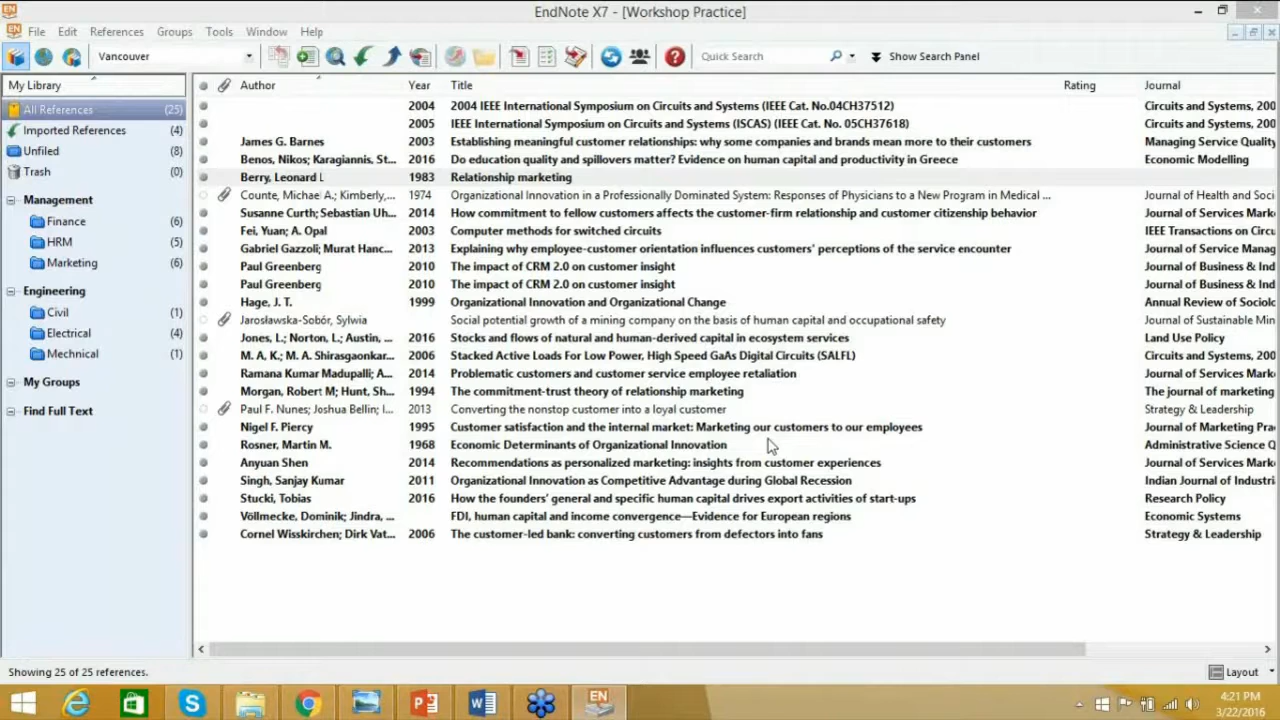 EndNote X7 - [Workshop Practice]
File Edit References Groups Tools Window Help
Vancouver Quick Search Show Search Panel
My Library Author Year Title Rating Journal
All References (25)
Imported References (4)
Unfiled (8)
Trash (0)
Management
Finance (6)
HRM (5)
Marketing (6)
Engineering
Civil (1)
Electrical (4)
Mechnical (1)
My Groups
Find Full Text
2004 2004 IEEE International Symposium on Circuits and Systems (IEEE Cat. No.04CH37512) Circuits and Systems, 200
2005 IEEE International Symposium on Circuits and Systems (ISCAS) (IEEE Cat. No. 05CH37618) Circuits and Systems, 200
James G. Barnes 2003 Establishing meaningful customer relationships: why some companies and brands mean more to their customers Managing Service Quality
Benos, Nikos; Karagiannis, St... 2016 Do education quality and spillovers matter? Evidence on human capital and productivity in Greece Economic Modelling
Berry, Leonard L 1983 Relationship marketing
Counte, Michael A.; Kimberly,... 1974 Organizational Innovation in a Professionally Dominated System: Responses of Physicians to a New Program in Medical ... Journal of Health and Soci
Susanne Curth; Sebastian Uh... 2014 How commitment to fellow customers affects the customer-firm relationship and customer citizenship behavior Journal of Services Mark
Fei, Yuan; A. Opal 2003 Computer methods for switched circuits IEEE Transactions on Circu
Gabriel Gazzoli; Murat Hanc... 2013 Explaining why employee-customer orientation influences customers' perceptions of the service encounter Journal of Service Manag
Paul Greenberg 2010 The impact of CRM 2.0 on customer insight Journal of Business & Ind
Paul Greenberg 2010 The impact of CRM 2.0 on customer insight Journal of Business & Ind
Hage, J. T. 1999 Organizational Innovation and Organizational Change Annual Review of Sociolo
Jarosławska-Sobór, Sylwia Social potential growth of a mining company on the basis of human capital and occupational safety Journal of Sustainable Min
Jones, L.; Norton, L.; Austin, ... 2016 Stocks and flows of natural and human-derived capital in ecosystem services Land Use Policy
M. A, K.; M. A. Shirasgaonkar... 2006 Stacked Active Loads For Low Power, High Speed GaAs Digital Circuits (SALFL) Circuits and Systems, 200
Ramana Kumar Madupalli; A... 2014 Problematic customers and customer service employee retaliation Journal of Services Mark
Morgan, Robert M; Hunt, Sh... 1994 The commitment-trust theory of relationship marketing The journal of marketing
Paul F. Nunes; Joshua Bellin; I... 2013 Converting the nonstop customer into a loyal customer Strategy & Leadership
Nigel F. Piercy 1995 Customer satisfaction and the internal market: Marketing our customers to our employees Journal of Marketing Pra
Rosner, Martin M. 1968 Economic Determinants of Organizational Innovation Administrative Science Q
Anyuan Shen 2014 Recommendations as personalized marketing: insights from customer experiences Journal of Services Mark
Singh, Sanjay Kumar 2011 Organizational Innovation as Competitive Advantage during Global Recession Indian Journal of Industri
Stucki, Tobias 2016 How the founders' general and specific human capital drives export activities of start-ups Research Policy
Völlmecke, Dominik; Jindra, ... FDI, human capital and income convergence—Evidence for European regions Economic Systems
Cornel Wisskirchen; Dirk Vat... 2006 The customer-led bank: converting customers from defectors into fans Strategy & Leadership
Showing 25 of 25 references. Layout
4:21 PM
3/22/2016